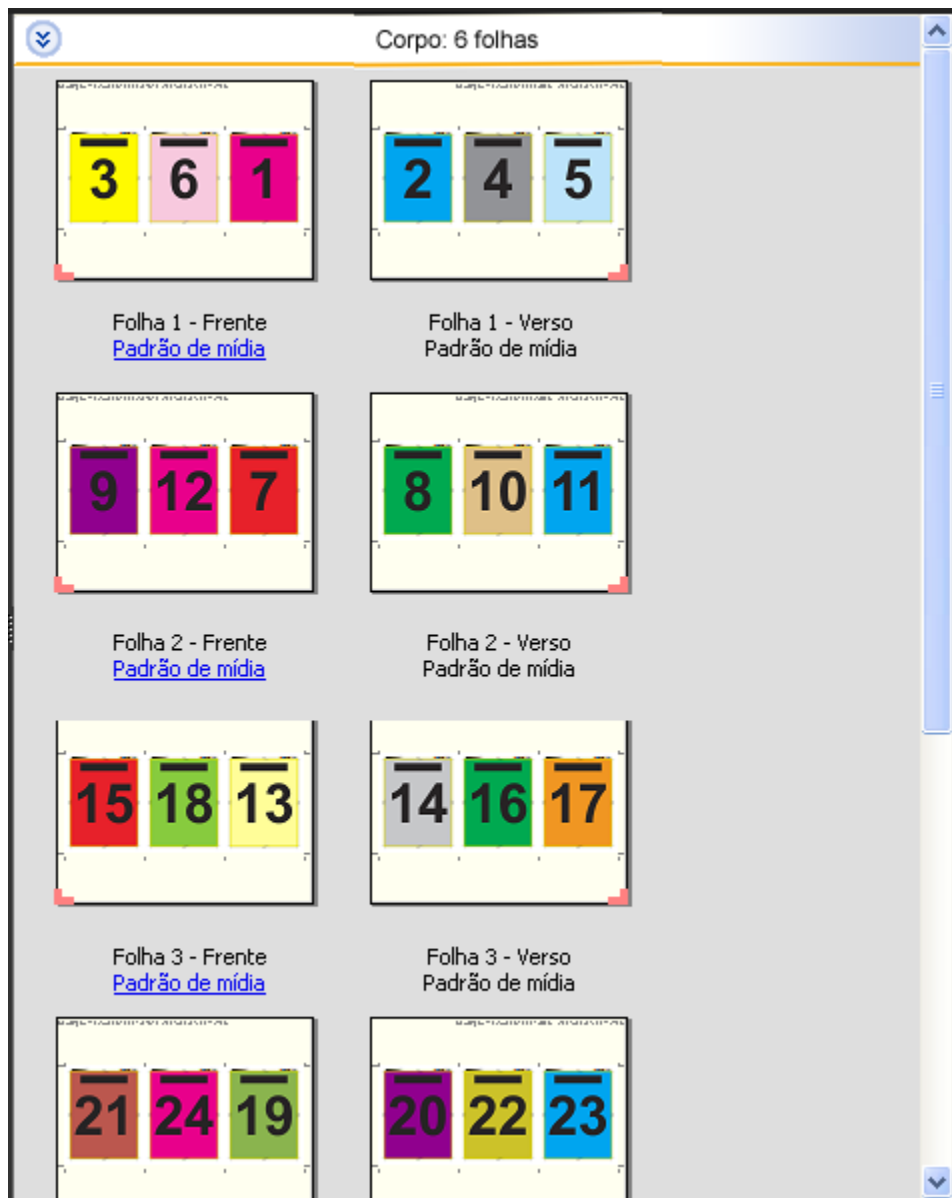 Corpo: 6 folhas
3 6 1
2 4 5
Folha 1 - Frente
Padrão de mídia
Folha 1 - Verso
Padrão de mídia
9 12 7
8 10 11
Folha 2 - Frente
Padrão de mídia
Folha 2 - Verso
Padrão de mídia
15 18 13
14 16 17
Folha 3 - Frente
Padrão de mídia
Folha 3 - Verso
Padrão de mídia
21 24 19
20 22 23